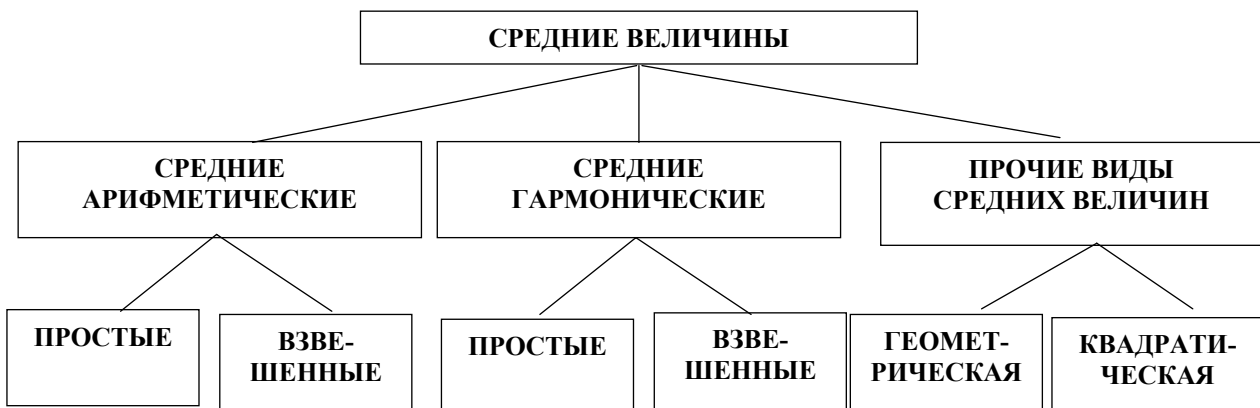 СРЕДНИЕ ВЕЛИЧИНЫ
СРЕДНИЕ
АРИФМЕТИЧЕСКИЕ
СРЕДНИЕ
ГАРМОНИЧЕСКИЕ
ПРОЧИЕ ВИДЫ
СРЕДНИХ ВЕЛИЧИН
ПРОСТЫЕ
ВЗВЕ-
ШЕННЫЕ
ПРОСТЫЕ
ВЗВЕ-
ШЕННЫЕ
ГЕОМЕТ-
РИЧЕСКАЯ
КВАДРАТИ-
ЧЕСКАЯ